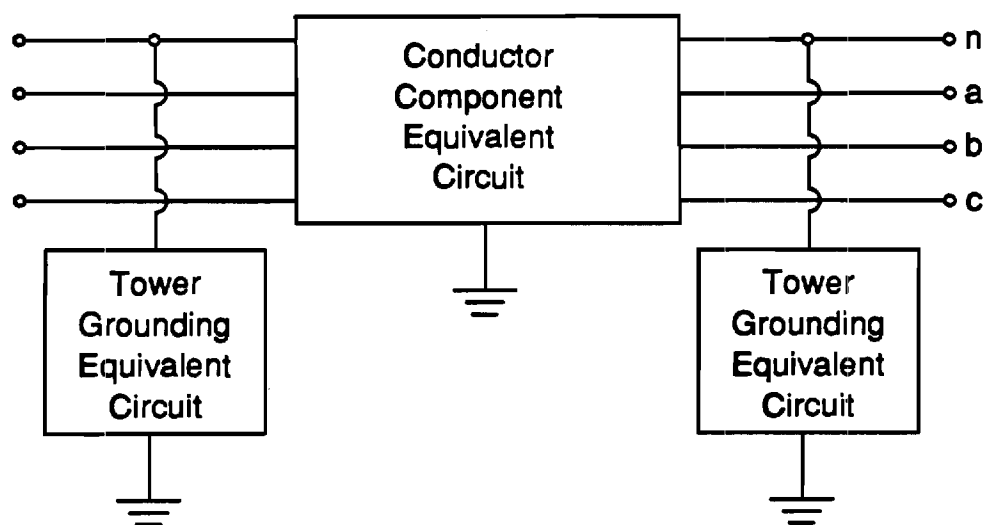 Conductor
Component
Equivalent
Circuit
n
a
b
c
Tower
Grounding
Equivalent
Circuit
Tower
Grounding
Equivalent
Circuit